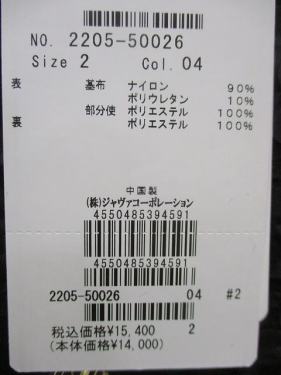 NO. 2205-50026
Size 2 Col. 04
表 基布 ナイロン 90%
ポリウレタン 10%
部分使 ポリエステル 100%
裏 ポリエステル 100%
中国製
(株)ジャヴァコーポレーション
4550485394591
4550485394591
2205-50026 04 #2
税込価格¥15,400 2
(本体価格¥14,000)